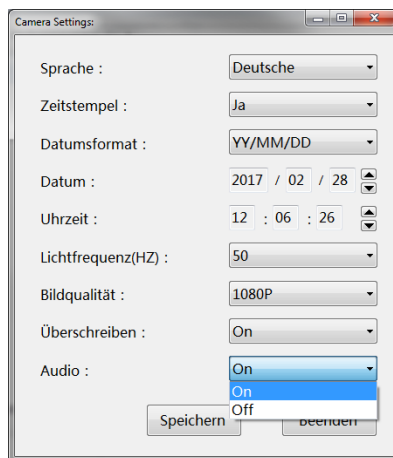 Camera Settings:
Sprache : Deutsche
Zeitstempel : Ja
Datumsformat : YY/MM/DD
Datum : 2017 / 02 / 28
Uhrzeit : 12 : 06 : 26
Lichtfrequenz(HZ) : 50
Bildqualität : 1080P
Überschreiben : On
Audio : On
On
Off
Speichern Beenden